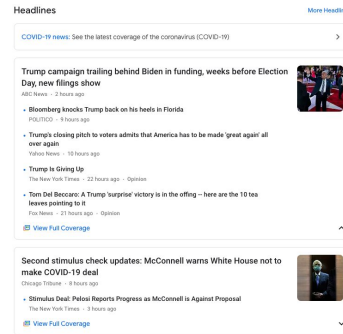 Headlines
More Headli
COVID-19 news: See the latest coverage of the coronavirus (COVID-19)
Trump campaign trailing behind Biden in funding, weeks before Election
Day, new filings show
ABC News · 2 hours ago
• Bloomberg knocks Trump back on his heels in Florida
POLITICO · 9 hours ago
• Trump's closing pitch to voters admits that America has to be made 'great again' all
over again
Yahoo News · 10 hours ago
• Trump Is Giving Up
The New York Times · 22 hours ago · Opinion
• Tom Del Beccaro: A Trump 'surprise' victory is in the offing -- here are the 10 tea
leaves pointing to it
Fox News · 21 hours ago · Opinion
View Full Coverage
Second stimulus check updates: McConnell warns White House not to
make COVID-19 deal
Chicago Tribune · 8 hours ago
• Stimulus Deal: Pelosi Reports Progress as McConnell is Against Proposal
The New York Times · 3 hours ago
View Full Coverage